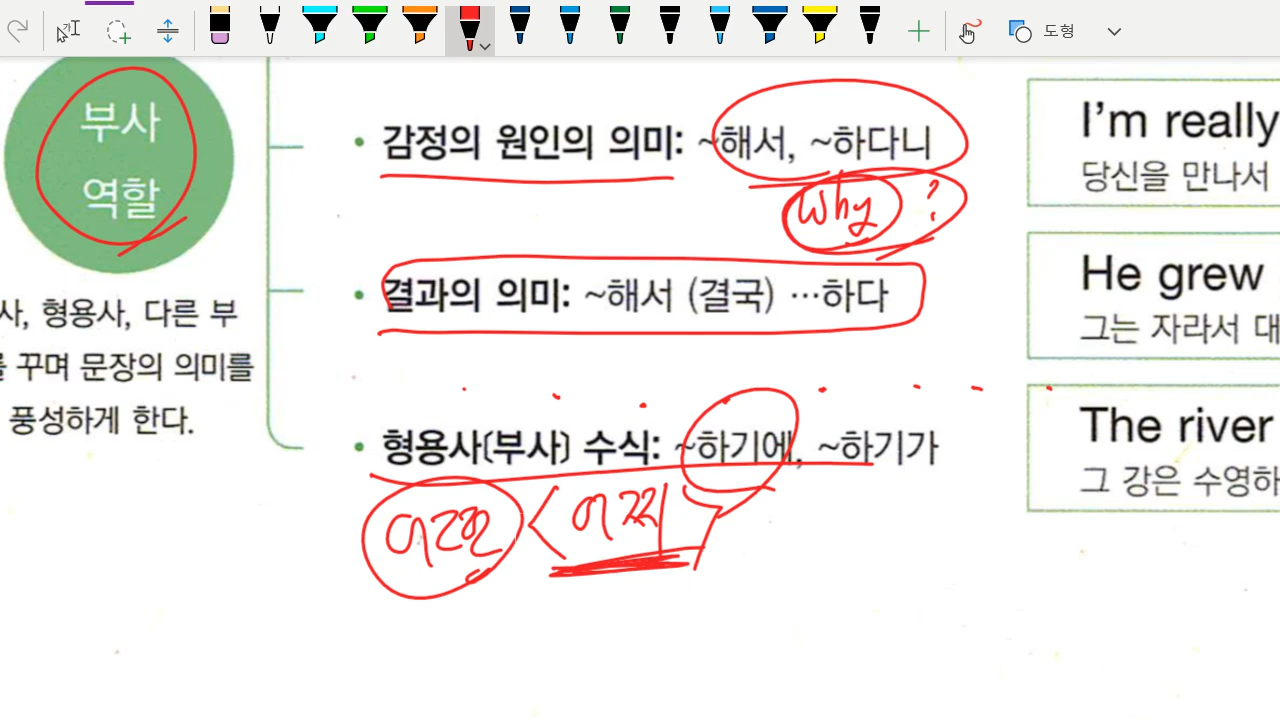 도형
부사
역할
사, 형용사, 다른 부
를 꾸며 문장의 의미를
풍성하게 한다.
• 감정의 원인의 의미: ~해서, ~하다니
Why ?
• 결과의 의미: ~해서 (결국) …하다
• 형용사(부사) 수식: ~하기에, ~하기가
I'm really
당신을 만나서
He grew
그는 자라서 대
The river
그 강은 수영하